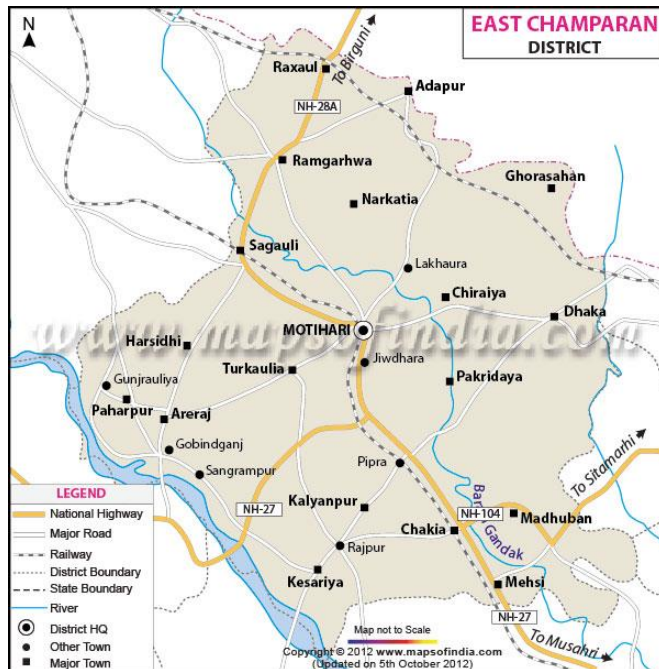 N
EAST CHAMPARAN
DISTRICT
To Birgunj
Raxaul
Adapur
NH-28A
Ramgarhwa
Ghorasahan
Narkatia
Sagauli
Lakhaura
Chiraiya
Dhaka
MOTIHARI
www.mapsofindia.com
Harsidhi
Jiwdhara
Turkaulia
Pakridaya
Gunjrauliya
Paharpur
Areraj
Gobindganj
Sangrampur
Pipra
To Sitamarhi
LEGEND
National Highway
Major Road
Railway
District Boundary
State Boundary
River
District HQ
Other Town
Major Town
NH-27
Kalyanpur
NH-104
Madhuban
Gandak
Chakia
Rajpur
Kesariya
Mehsi
NH-27
To Musahri
Map not to Scale
Copyright © 2012 www.mapsofindia.com
(Updated on 5th October 2012)